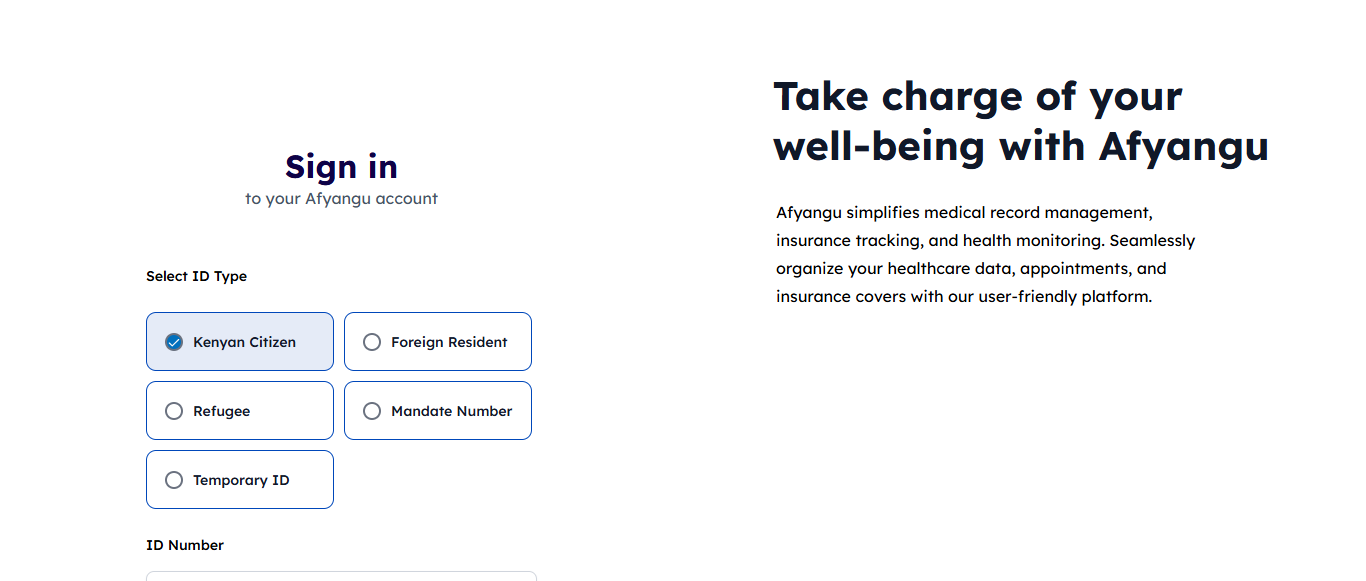 Sign in
to your Afyangu account
Select ID Type
Kenyan Citizen
Foreign Resident
Refugee
Mandate Number
Temporary ID
ID Number
Take charge of your
well-being with Afyangu
Afyangu simplifies medical record management,
insurance tracking, and health monitoring. Seamlessly
organize your healthcare data, appointments, and
insurance covers with our user-friendly platform.